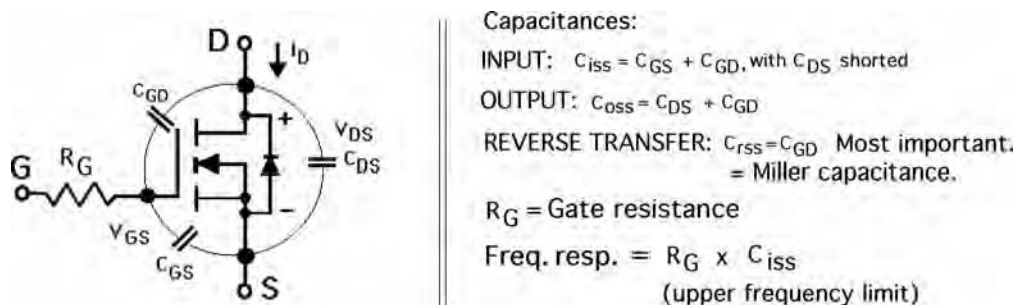 D
i_D
C_GD
+
V_DS
C_DS
R_G
G
−
V_GS
C_GS
S
Capacitances:
INPUT: C_iss = C_GS + C_GD, with C_DS shorted
OUTPUT: C_oss = C_DS + C_GD
REVERSE TRANSFER: C_rss = C_GD Most important.
= Miller capacitance.
R_G = Gate resistance
Freq. resp. = R_G x C_iss
(upper frequency limit)